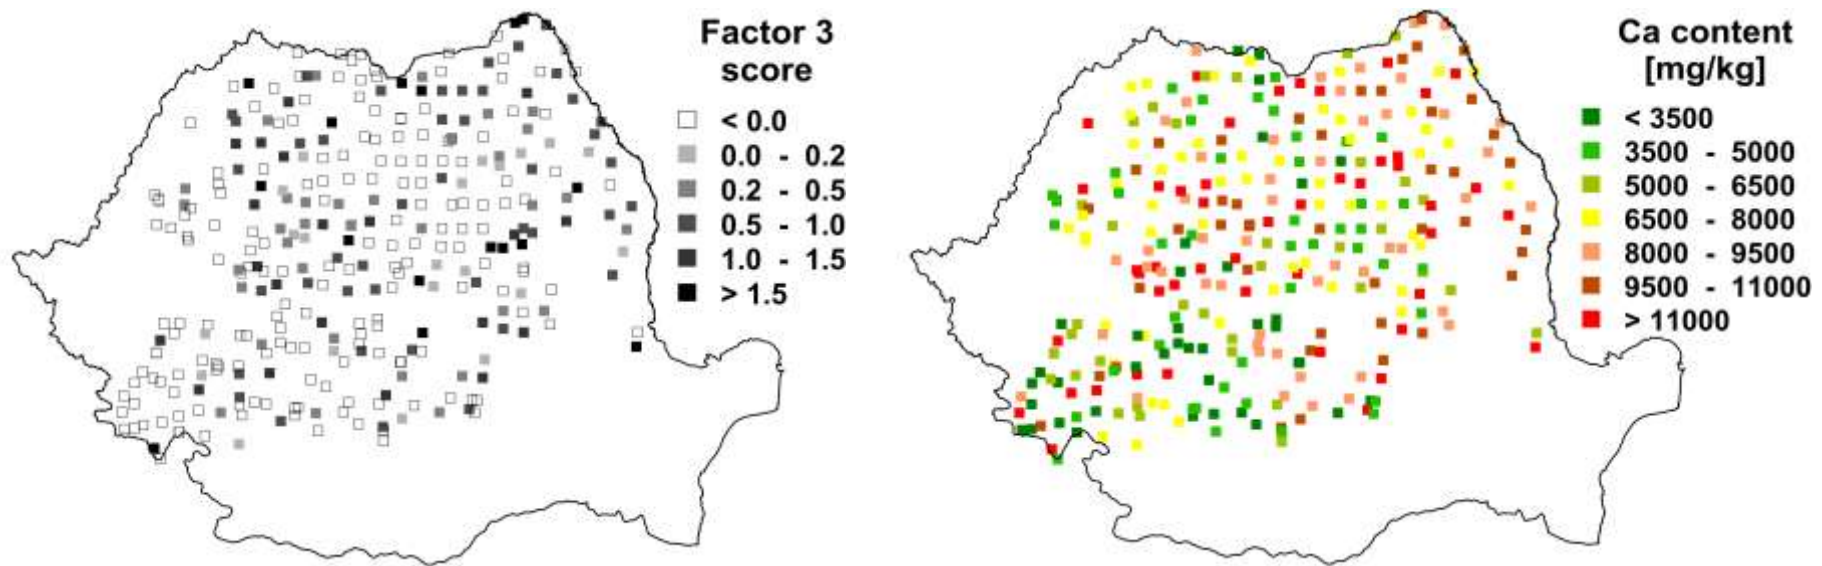 Factor 3
score
< 0.0
0.0 - 0.2
0.2 - 0.5
0.5 - 1.0
1.0 - 1.5
> 1.5
Ca content
[mg/kg]
< 3500
3500 - 5000
5000 - 6500
6500 - 8000
8000 - 9500
9500 - 11000
> 11000